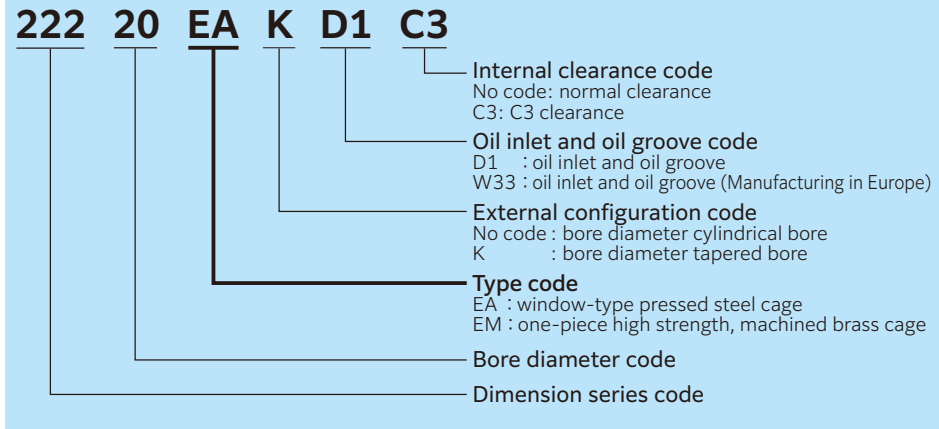 222 20 EA K D1 C3
Internal clearance code
No code: normal clearance
C3: C3 clearance
Oil inlet and oil groove code
D1 : oil inlet and oil groove
W33 : oil inlet and oil groove (Manufacturing in Europe)
External configuration code
No code : bore diameter cylindrical bore
K : bore diameter tapered bore
Type code
EA : window-type pressed steel cage
EM : one-piece high strength, machined brass cage
Bore diameter code
Dimension series code